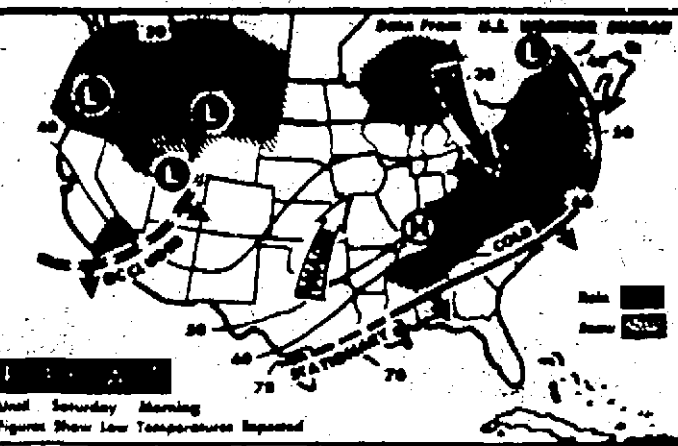 Data From U.S. WEATHER BUREAU
30
L
30
L
L
L
40
50
60
H
COLD
OCCLUDED
Rain
Snow
50
60
STATIONARY
70
70
Until Saturday Morning
Figures Show Low Temperatures Expected